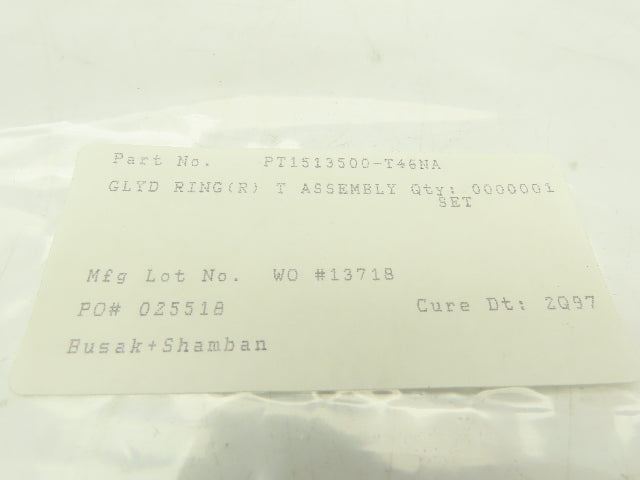 Part No. PT1513500-T46NA
GLYD RING(R) T ASSEMBLY Qty: 0000001
SET
Mfg Lot No. WO #13718
PO# 025518 Cure Dt: 2Q97
Busak+Shamban